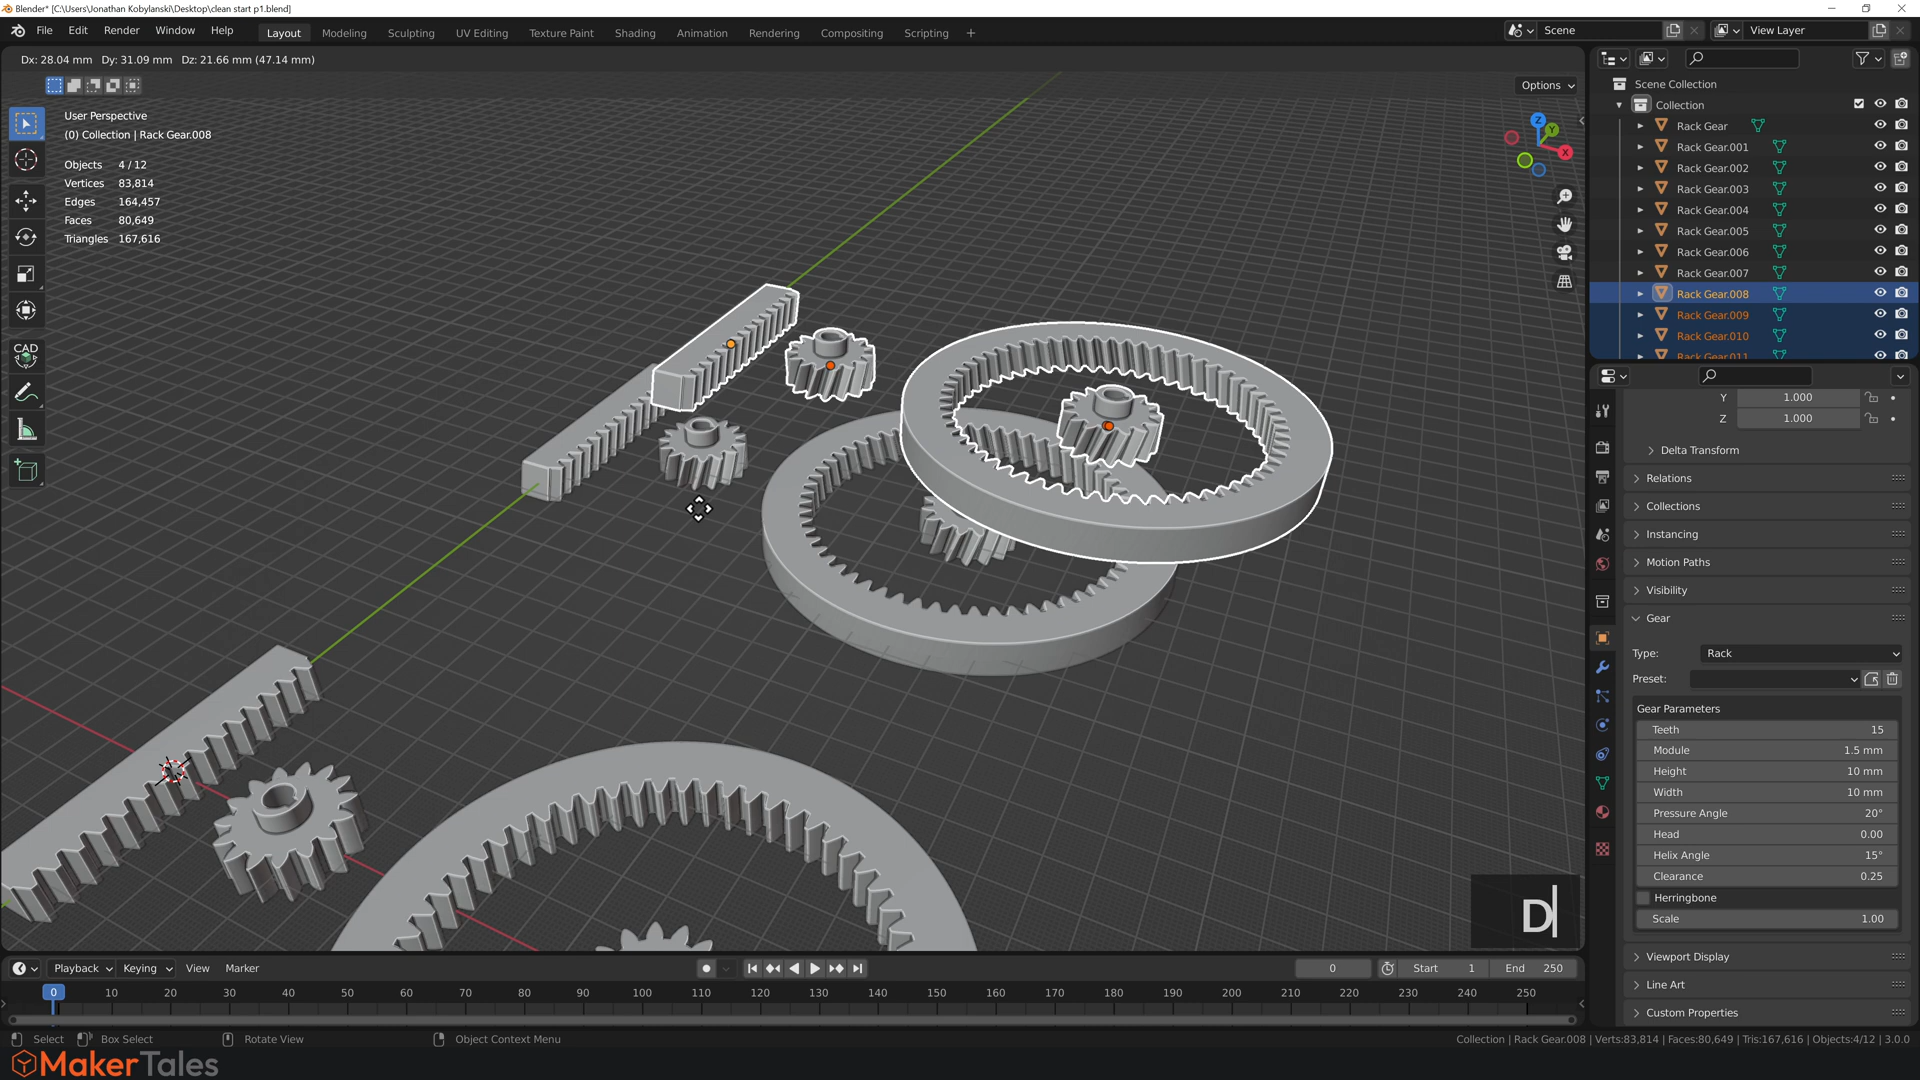 Blender* [C:\Users\Jonathan Kobylanski\Desktop\clean start p1.blend]
File Edit Render Window Help Layout Modeling Sculpting UV Editing Texture Paint Shading Animation Rendering Compositing Scripting + Scene View Layer
Dx: 28.04 mm Dy: 31.09 mm Dz: 21.66 mm (47.14 mm)
Options
User Perspective
(0) Collection | Rack Gear.008
Objects 4 / 12
Vertices 83,814
Edges 164,457
Faces 80,649
Triangles 167,616
CAD
Z
Y
X
Scene Collection
Collection
Rack Gear
Rack Gear.001
Rack Gear.002
Rack Gear.003
Rack Gear.004
Rack Gear.005
Rack Gear.006
Rack Gear.007
Rack Gear.008
Rack Gear.009
Rack Gear.010
Rack Gear.011
Y 1.000
Z 1.000
Delta Transform
Relations
Collections
Instancing
Motion Paths
Visibility
Gear
Type: Rack
Preset:
Gear Parameters
Teeth 15
Module 1.5 mm
Height 10 mm
Width 10 mm
Pressure Angle 20°
Head 0.00
Helix Angle 15°
Clearance 0.25
Herringbone
Scale 1.00
Viewport Display
Line Art
Custom Properties
D
Playback Keying View Marker 0 Start 1 End 250
0 10 20 30 40 50 60 70 80 90 100 110 120 130 140 150 160 170 180 190 200 210 220 230 240 250
Select Box Select Rotate View Object Context Menu Collection | Rack Gear.008 | Verts:83,814 | Faces:80,649 | Tris:167,616 | Objects:4/12 | 3.0.0
MakerTales